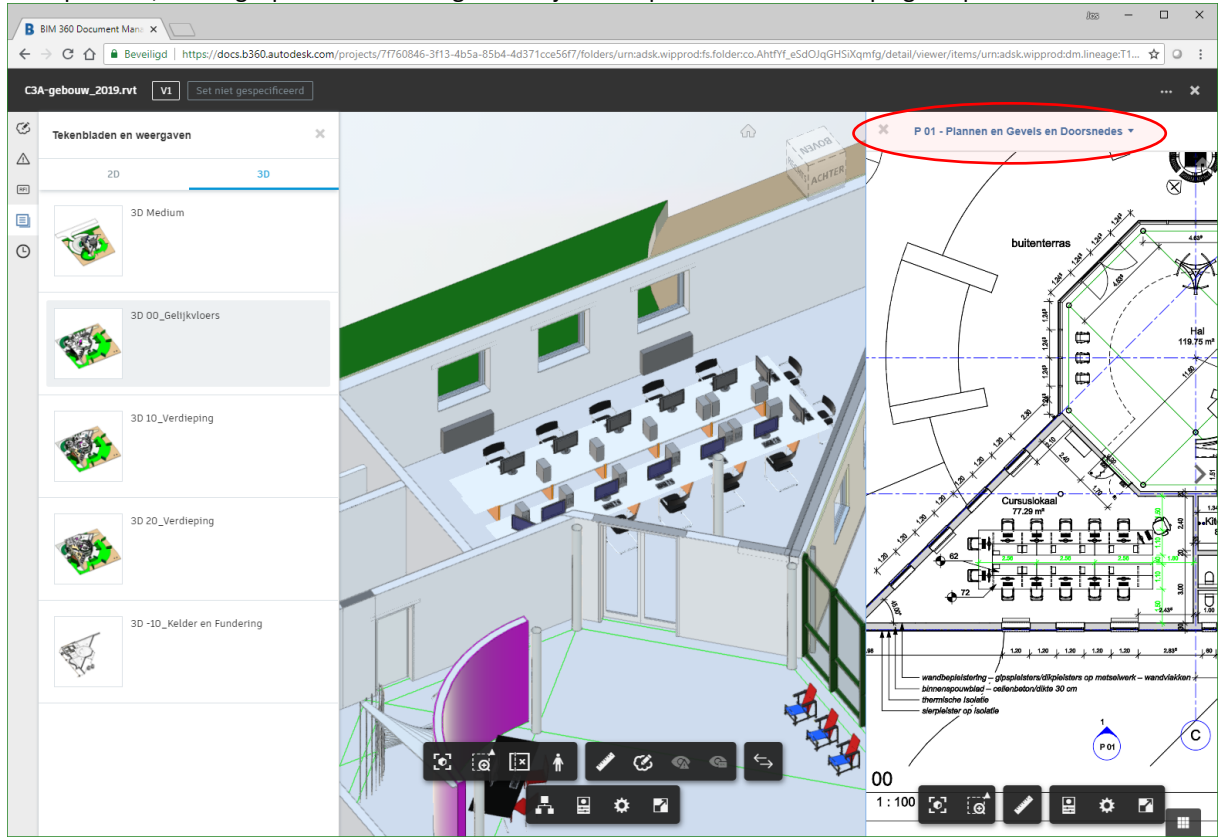 BIM 360 Document Mana
Beveiligd | https://docs.b360.autodesk.com/projects/7f760846-3f13-4b5a-85b4-4d371cce56f7/folders/urn:adsk.wipprod:fs.folder:co.AhtfYf_eSdOJqGHSiXqmfg/detail/viewer/items/urn:adsk.wipprod:dm.lineage:T1...
C3A-gebouw_2019.rvt V1 Set niet gespecificeerd
Tekenbladen en weergaven
2D 3D
3D Medium
3D 00_Gelijkvloers
3D 10_Verdieping
3D 20_Verdieping
3D -10_Kelder en Fundering
BOVEN
ACHTER
P 01 - Plannen en Gevels en Doorsnedes
buitenterras
Hal
119.75 m²
Cursuslokaal
77.29 m²
62
72
wandbepleistering – gipspleisters/dikpleisters op metselwerk – wandvlakken
binnenspouwblad – cellenbeton/dikte 30 cm
thermische isolatie
sierpleister op isolatie
1
P 01
C
00
1 : 100